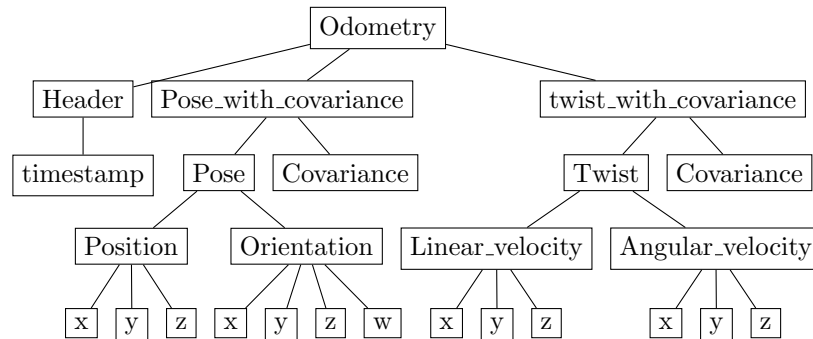 Odometry
Header Pose_with_covariance twist_with_covariance
timestamp Pose Covariance Twist Covariance
Position Orientation Linear_velocity Angular_velocity
x y z x y z w x y z x y z